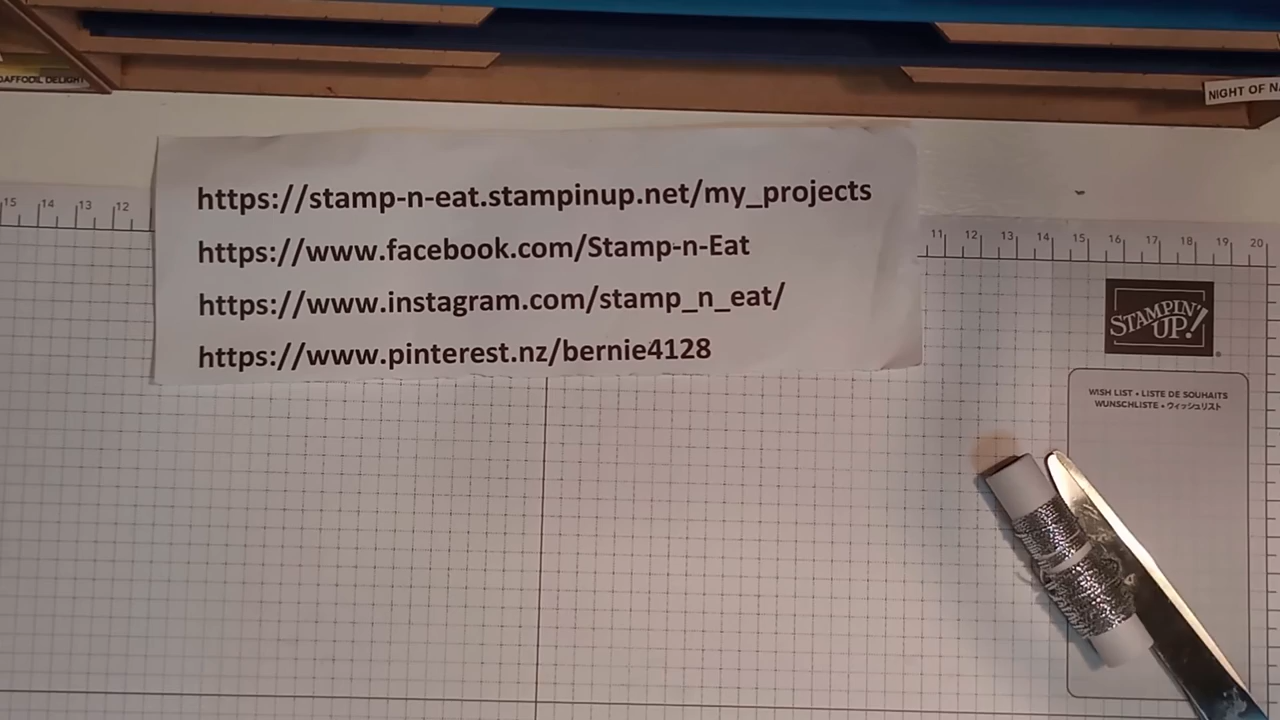 DAFFODIL DELIGHT
NIGHT OF N
https://stamp-n-eat.stampinup.net/my_projects
https://www.facebook.com/Stamp-n-Eat
https://www.instagram.com/stamp_n_eat/
https://www.pinterest.nz/bernie4128
15 14 13 12
11 12 13 14 15 16 17 18 19 20
STAMPIN'
UP!
WISH LIST • LISTE DE SOUHAITS
WUNSCHLISTE • ウィッシュリスト